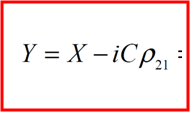 Y = X − iCρ₂₁ =